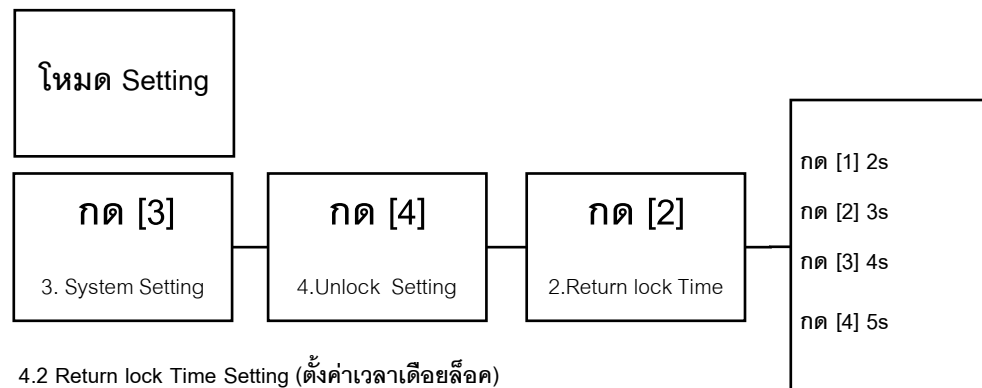 โหมด Setting
กด [3]
3. System Setting
กด [4]
4.Unlock Setting
กด [2]
2.Return lock Time
กด [1] 2s
กด [2] 3s
กด [3] 4s
กด [4] 5s
4.2 Return lock Time Setting (ตั้งค่าเวลาเดือยล็อค)